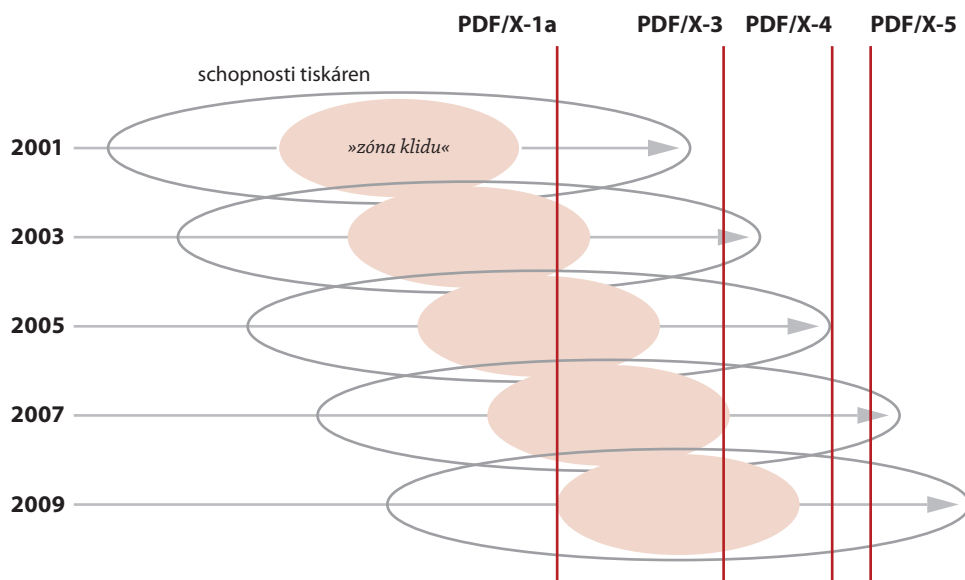 PDF/X-1a PDF/X-3 PDF/X-4 PDF/X-5
schopnosti tiskáren
2001 »zóna klidu«
2003
2005
2007
2009